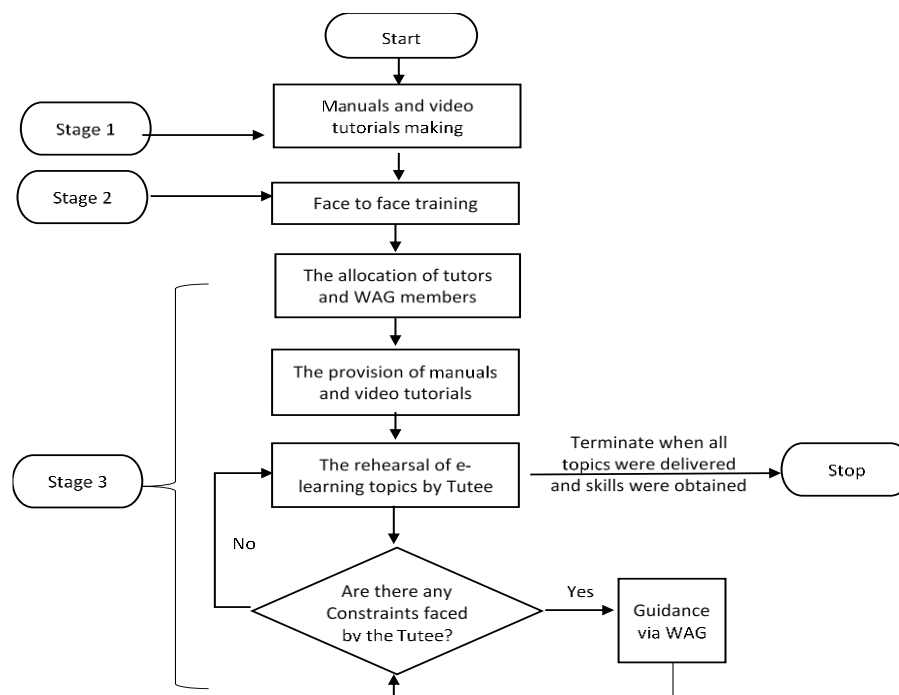 Start
Stage 1
Manuals and video
tutorials making
Stage 2
Face to face training
The allocation of tutors
and WAG members
The provision of manuals
and video tutorials
Stage 3
The rehearsal of e-
learning topics by Tutee
Terminate when all
topics were delivered
and skills were obtained
Stop
No
Are there any
Constraints faced
by the Tutee?
Yes
Guidance
via WAG